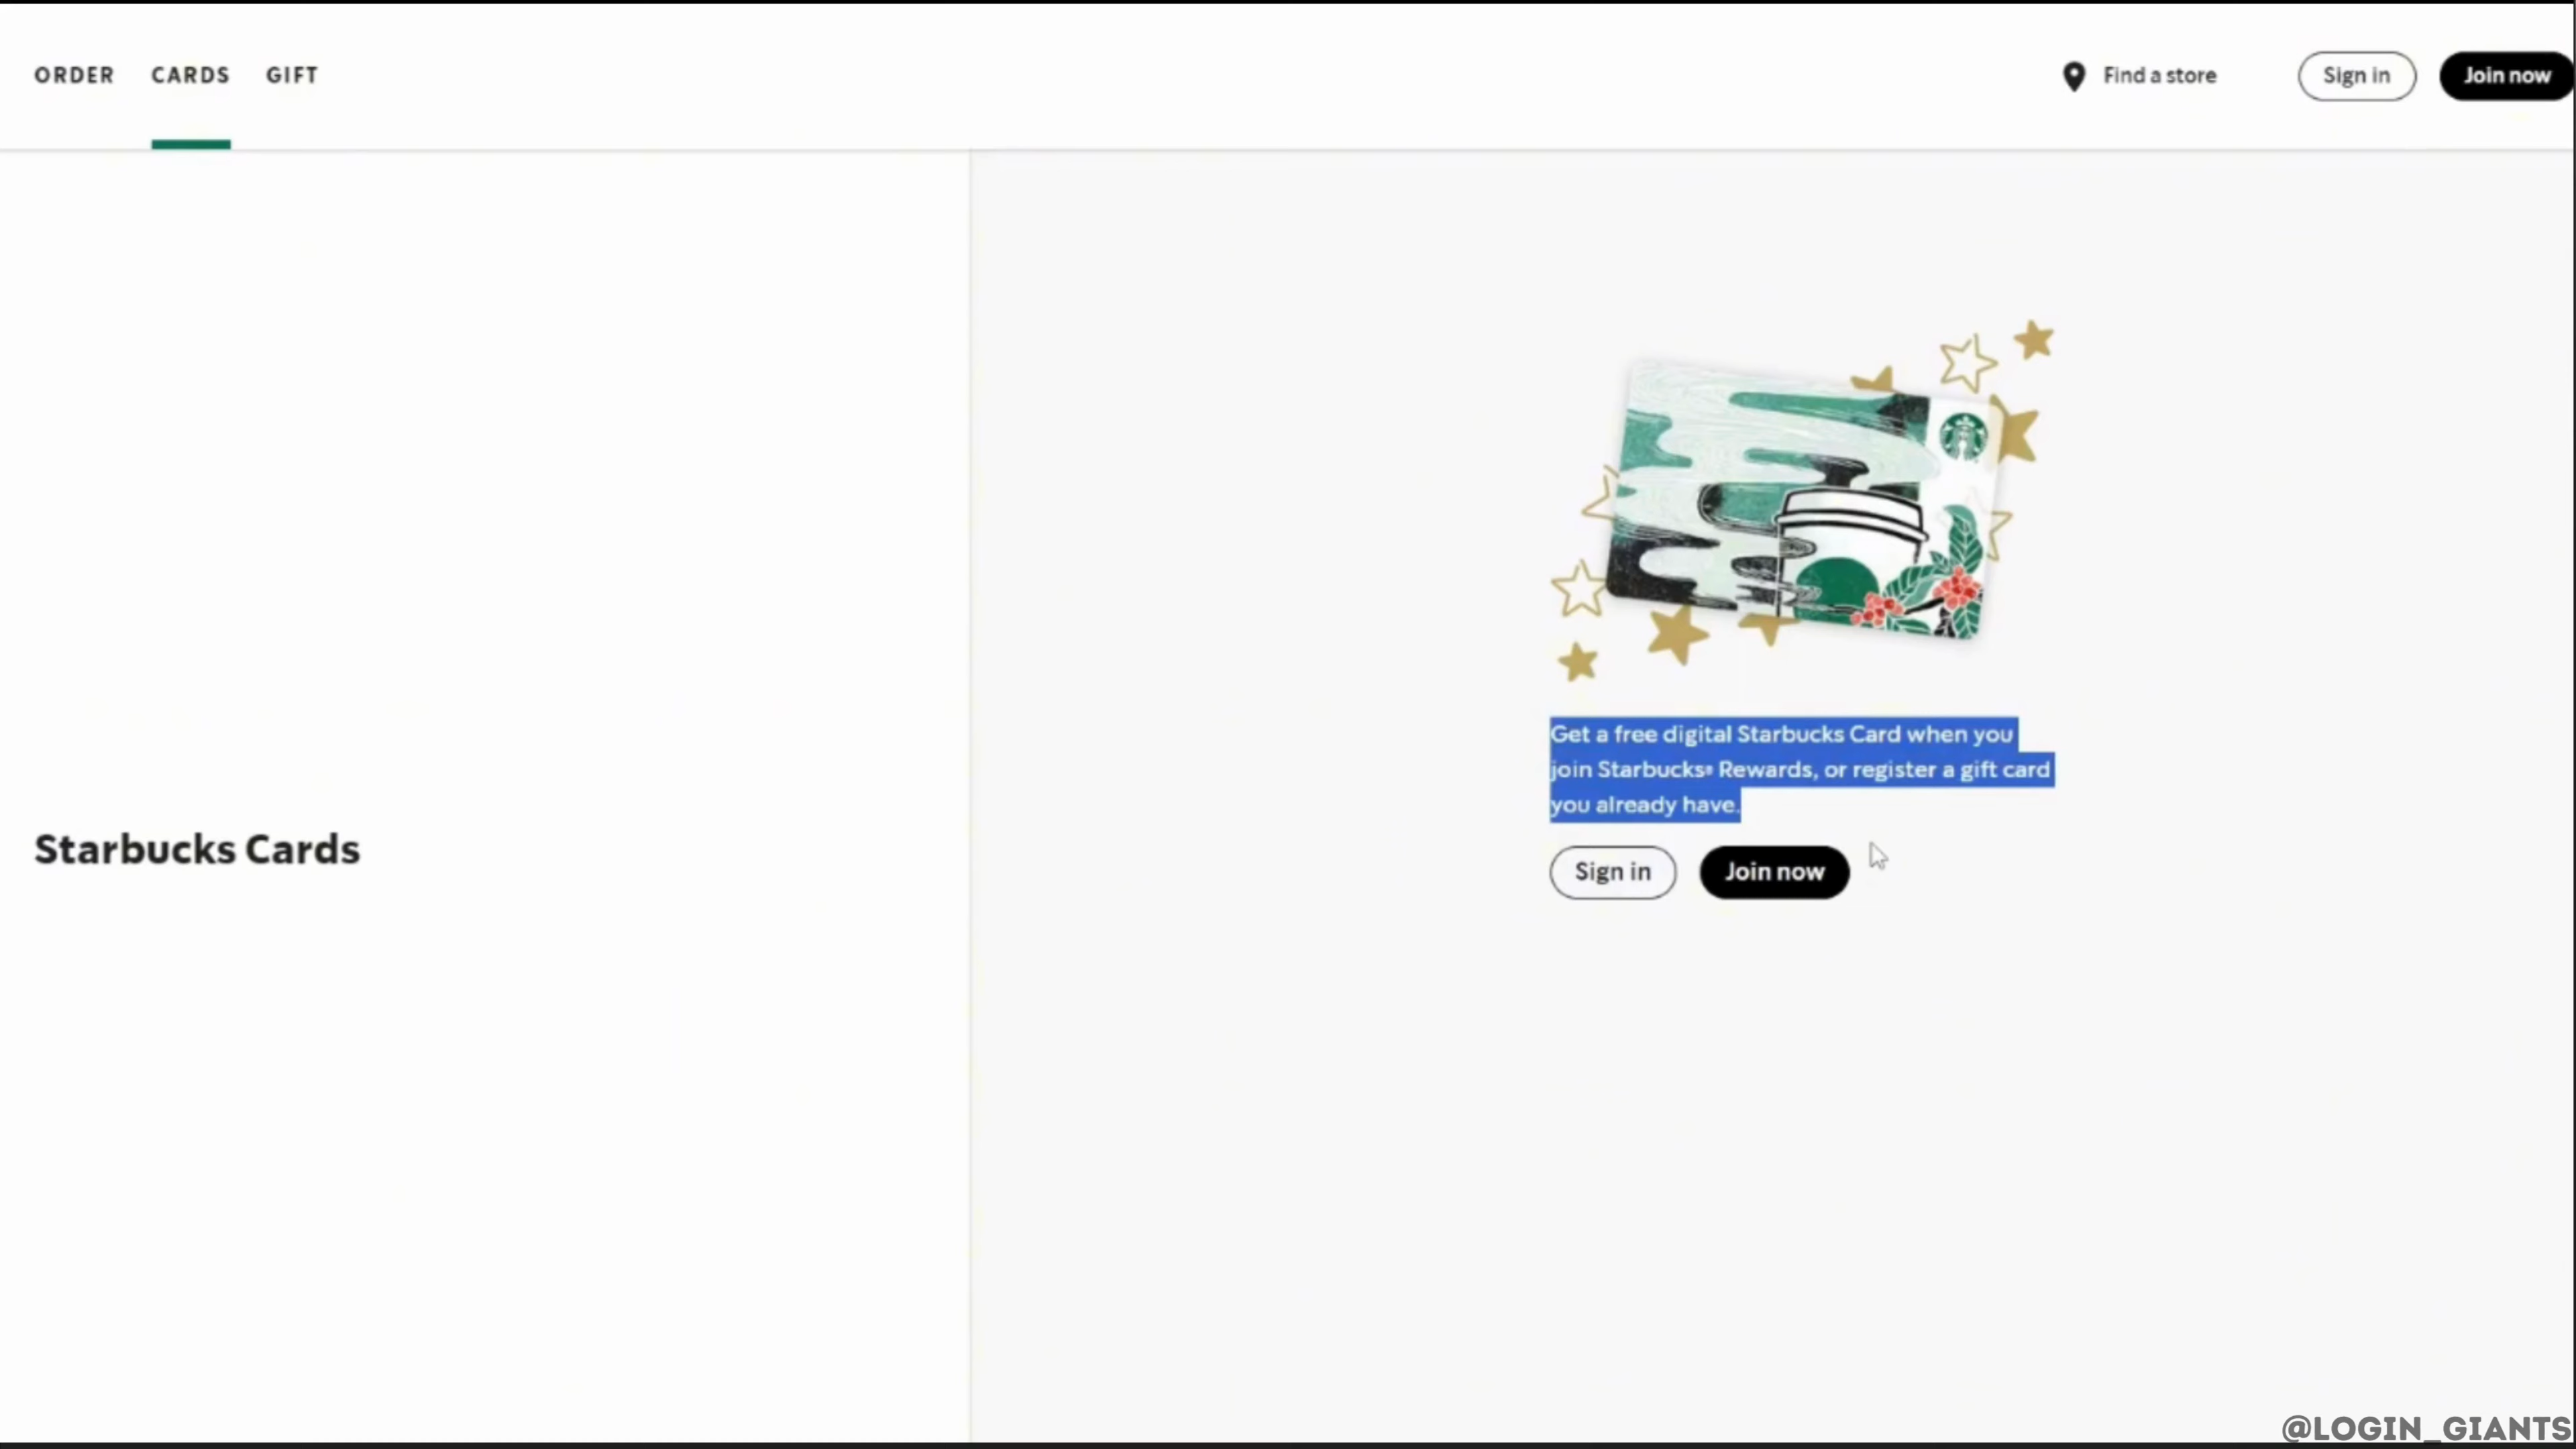 ORDER CARDS GIFT Find a store Sign in Join now
Get a free digital Starbucks Card when you
join Starbucks® Rewards, or register a gift card
you already have.
Starbucks Cards
Sign in Join now
@LOGIN_GIANTS